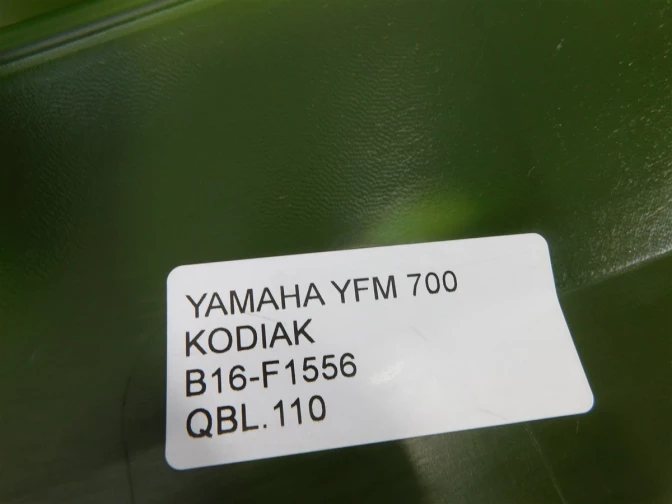 YAMAHA YFM 700
KODIAK
B16-F1556
QBL.110